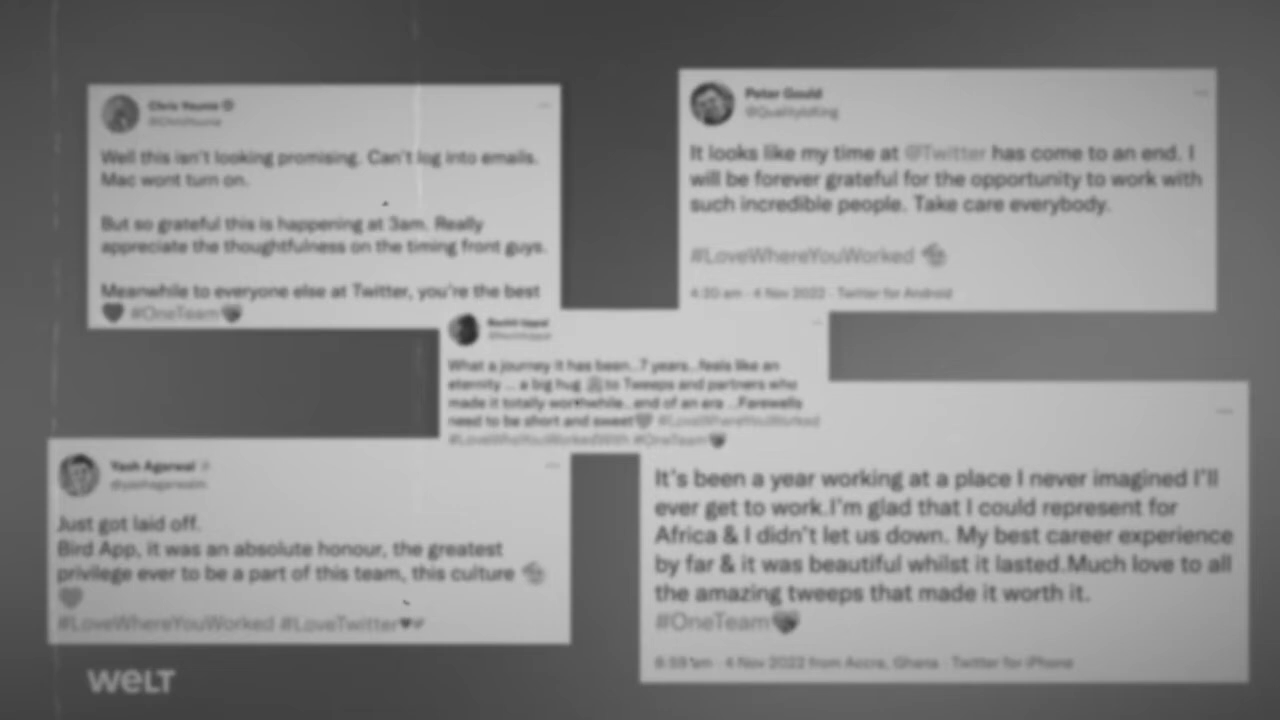 Well this isn't looking promising. Can't log into emails.
Mac wont turn on.
But so grateful this is happening at 3am. Really
appreciate the thoughtfulness on the timing front guys.
Meanwhile to everyone else at Twitter, you're the best
#OneTeam
Peter Gould
@QualityIsKing
It looks like my time at @Twitter has come to an end. I
will be forever grateful for the opportunity to work with
such incredible people. Take care everybody.
#LoveWhereYouWorked
4:20 am · 4 Nov 2022 · Twitter for Android
What a journey it has been...7 years...feels like an
eternity ... a big hug to Tweeps and partners who
made it totally worthwhile...end of an era ...Farewells
need to be short and sweet #LoveWhereYouWorked
#LoveWhoYouWorkedWith #OneTeam
Yash Agarwal
Just got laid off.
Bird App, it was an absolute honour, the greatest
privilege ever to be a part of this team, this culture
#LoveWhereYouWorked #LoveTwitter
It's been a year working at a place I never imagined I'll
ever get to work.I'm glad that I could represent for
Africa & I didn't let us down. My best career experience
by far & it was beautiful whilst it lasted.Much love to all
the amazing tweeps that made it worth it.
#OneTeam
4 Nov 2022 from Accra, Ghana · Twitter for iPhone
WELT